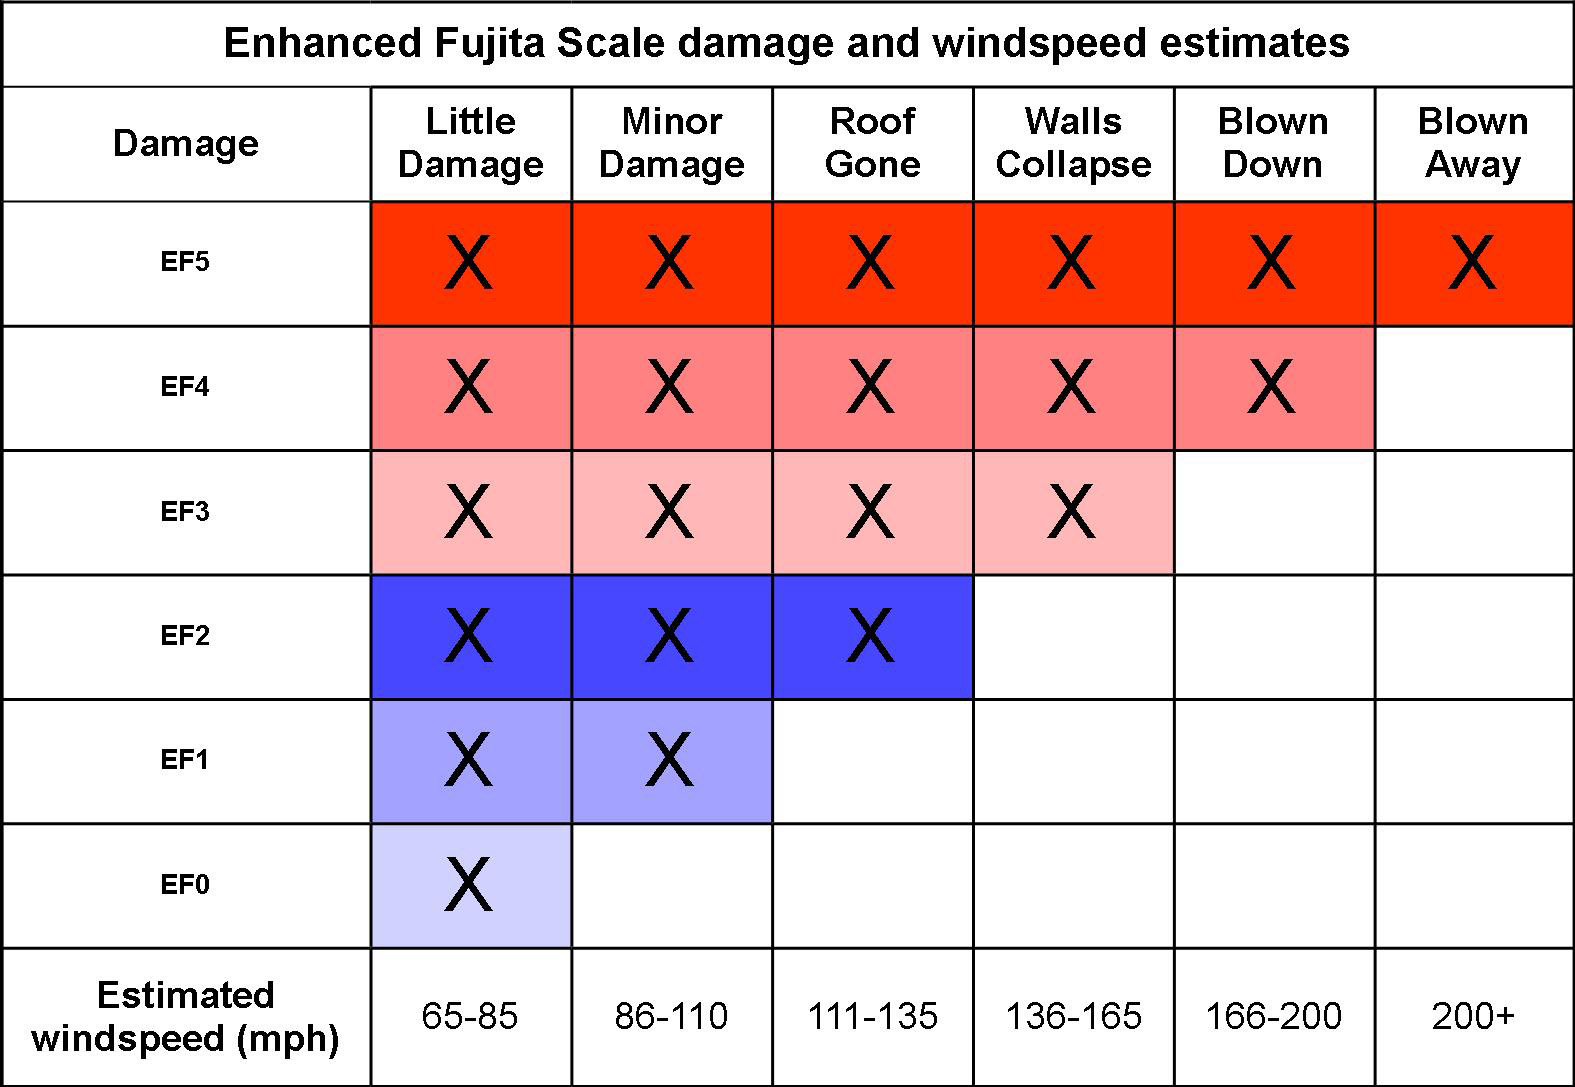 Enhanced Fujita Scale damage and windspeed estimates
Damage
Little
Damage
Minor
Damage
Roof
Gone
Walls
Collapse
Blown
Down
Blown
Away
EF5 X X X X X X
EF4 X X X X X
EF3 X X X X
EF2 X X X
EF1 X X
EF0 X
Estimated
windspeed (mph)
65-85 86-110 111-135 136-165 166-200 200+